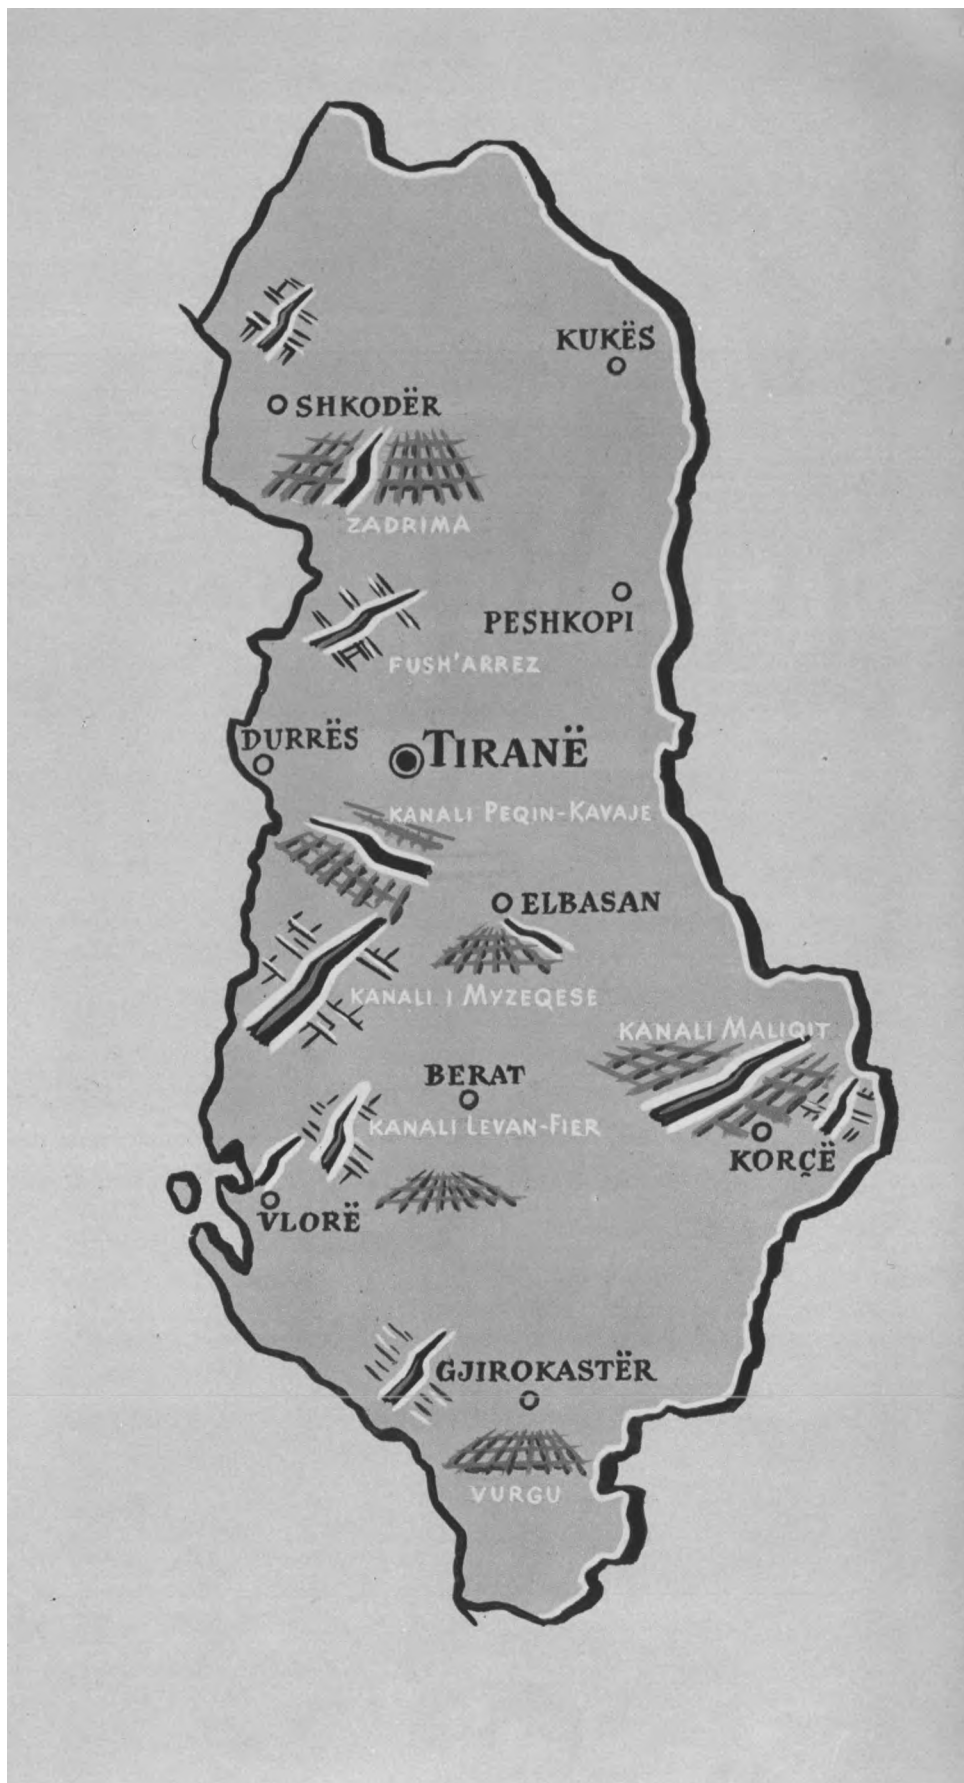 KUKËS
SHKODËR
ZADRIMA
PESHKOPI
FUSH'ARREZ
DURRËS
TIRANË
KANALI PEQIN-KAVAJE
ELBASAN
KANALI I MYZEQESE
KANALI MALIQIT
BERAT
KANALI LEVAN-FIER
KORÇË
VLORË
GJIROKASTËR
VURGU